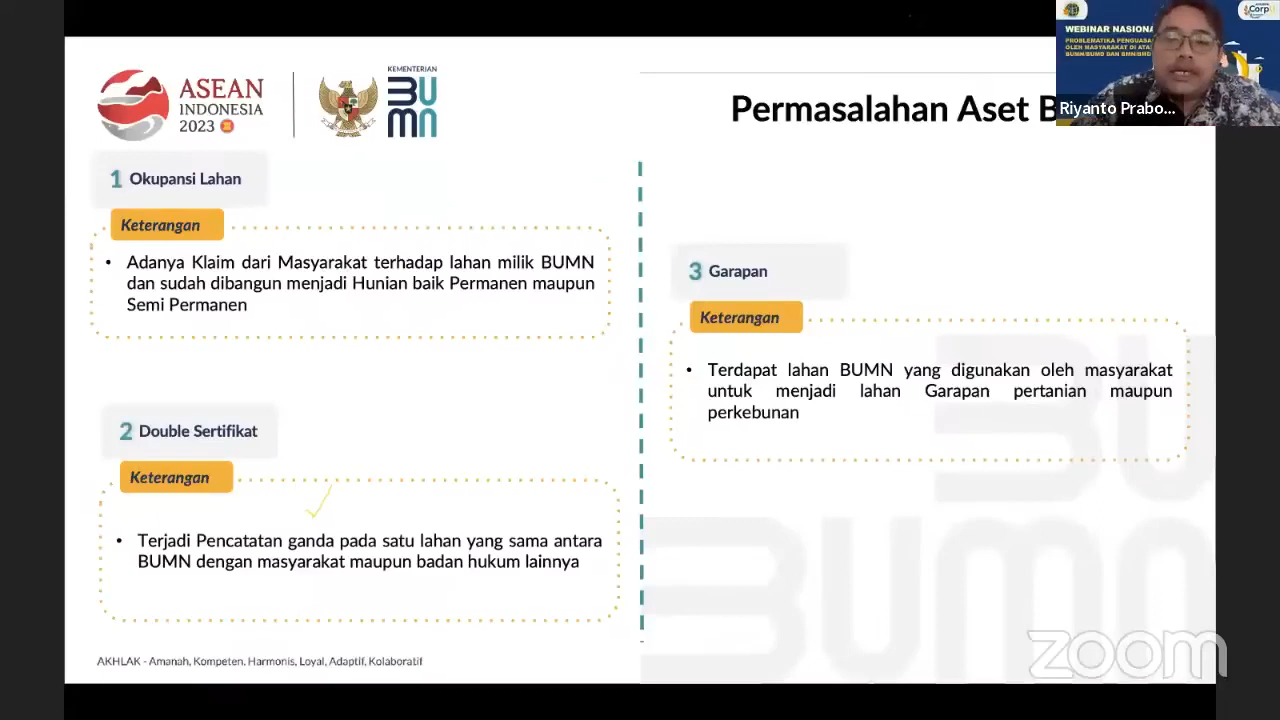 ASEAN
INDONESIA
2023
KEMENTERIAN
BUMN
Permasalahan Aset
WEBINAR NASIONA
PROBLEMATIKA PENGUASA
OLEH MASYARAKAT DI ATA
Riyanto Prabo...
1 Okupansi Lahan
Keterangan
• Adanya Klaim dari Masyarakat terhadap lahan milik BUMN
dan sudah dibangun menjadi Hunian baik Permanen maupun
Semi Permanen
2 Double Sertifikat
Keterangan
• Terjadi Pencatatan ganda pada satu lahan yang sama antara
BUMN dengan masyarakat maupun badan hukum lainnya
3 Garapan
Keterangan
• Terdapat lahan BUMN yang digunakan oleh masyarakat
untuk menjadi lahan Garapan pertanian maupun
perkebunan
AKHLAK - Amanah, Kompeten, Harmonis, Loyal, Adaptif, Kolaboratif
BUMN
zoom